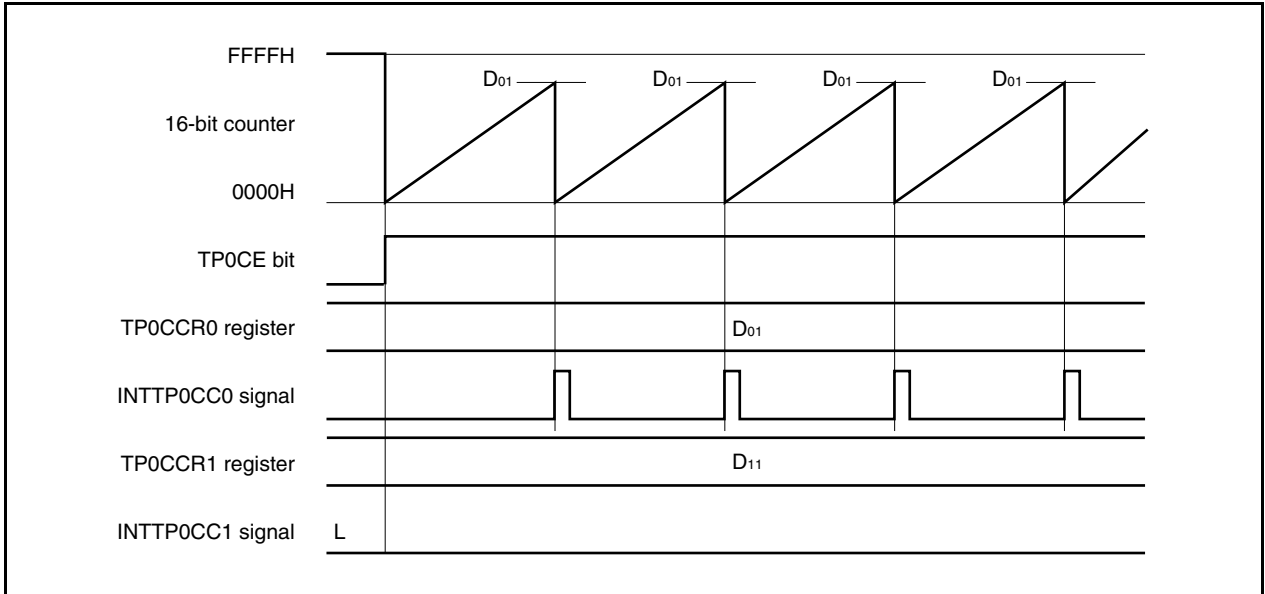 FFFFH
D01 D01 D01 D01
16-bit counter
0000H
TP0CE bit
TP0CCR0 register D01
INTTP0CC0 signal
TP0CCR1 register D11
INTTP0CC1 signal L